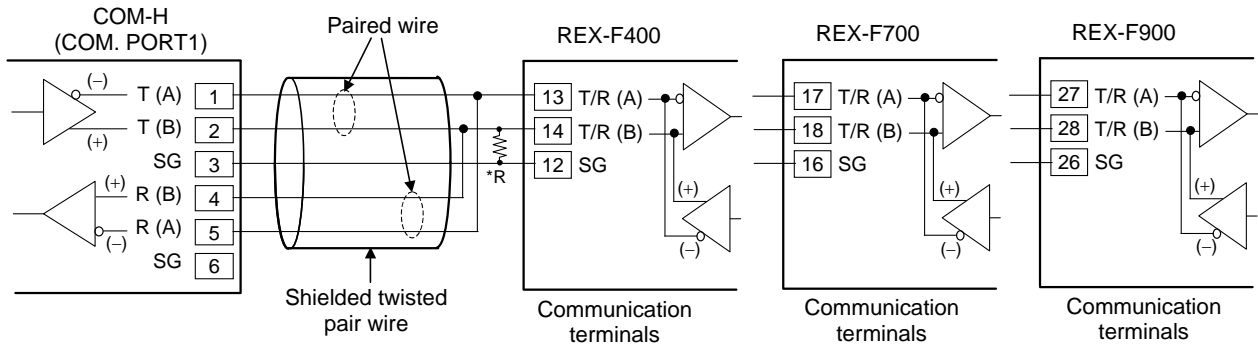 COM-H
(COM. PORT1)
Paired wire
REX-F400
REX-F700
REX-F900
(−)
T (A) 1
T (B) 2
(+)
SG 3
R (B) 4
(+)
R (A) 5
(−)
SG 6
*R
Shielded twisted
pair wire
13 T/R (A)
14 T/R (B)
12 SG
(+)
(−)
Communication
terminals
17 T/R (A)
18 T/R (B)
16 SG
(+)
(−)
Communication
terminals
27 T/R (A)
28 T/R (B)
26 SG
(+)
(−)
Communication
terminals